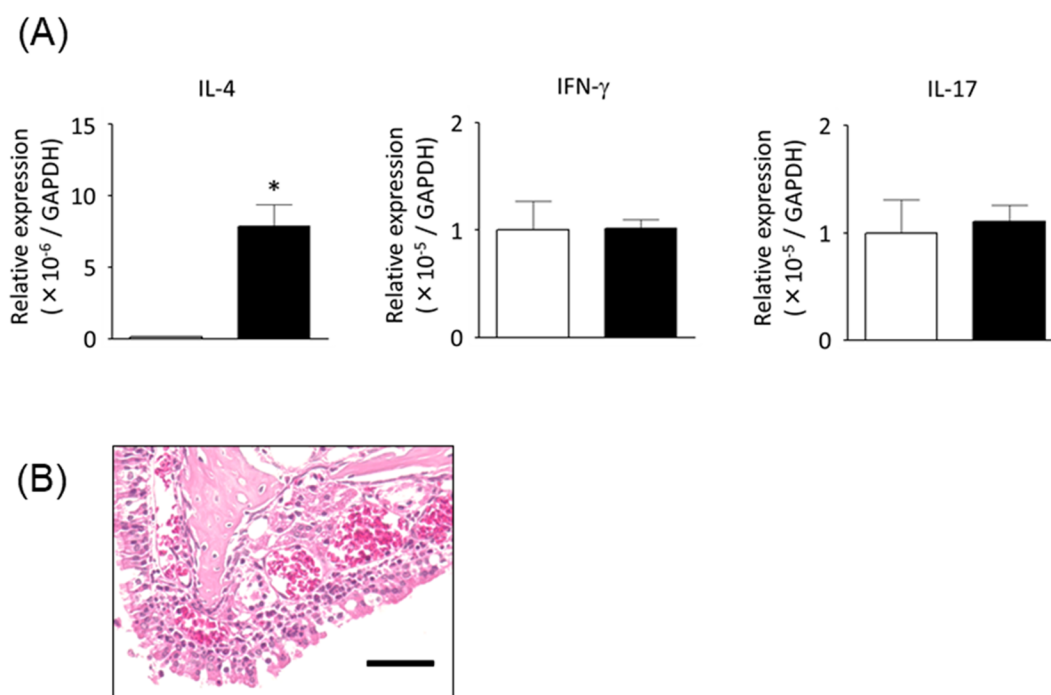 (A)
IL-4
Relative expression
(×10⁻⁶ / GAPDH)
15
10
5
0
*
IFN-γ
Relative expression
(×10⁻⁵ / GAPDH)
2
1
0
IL-17
Relative expression
(×10⁻⁵ / GAPDH)
2
1
0
(B)